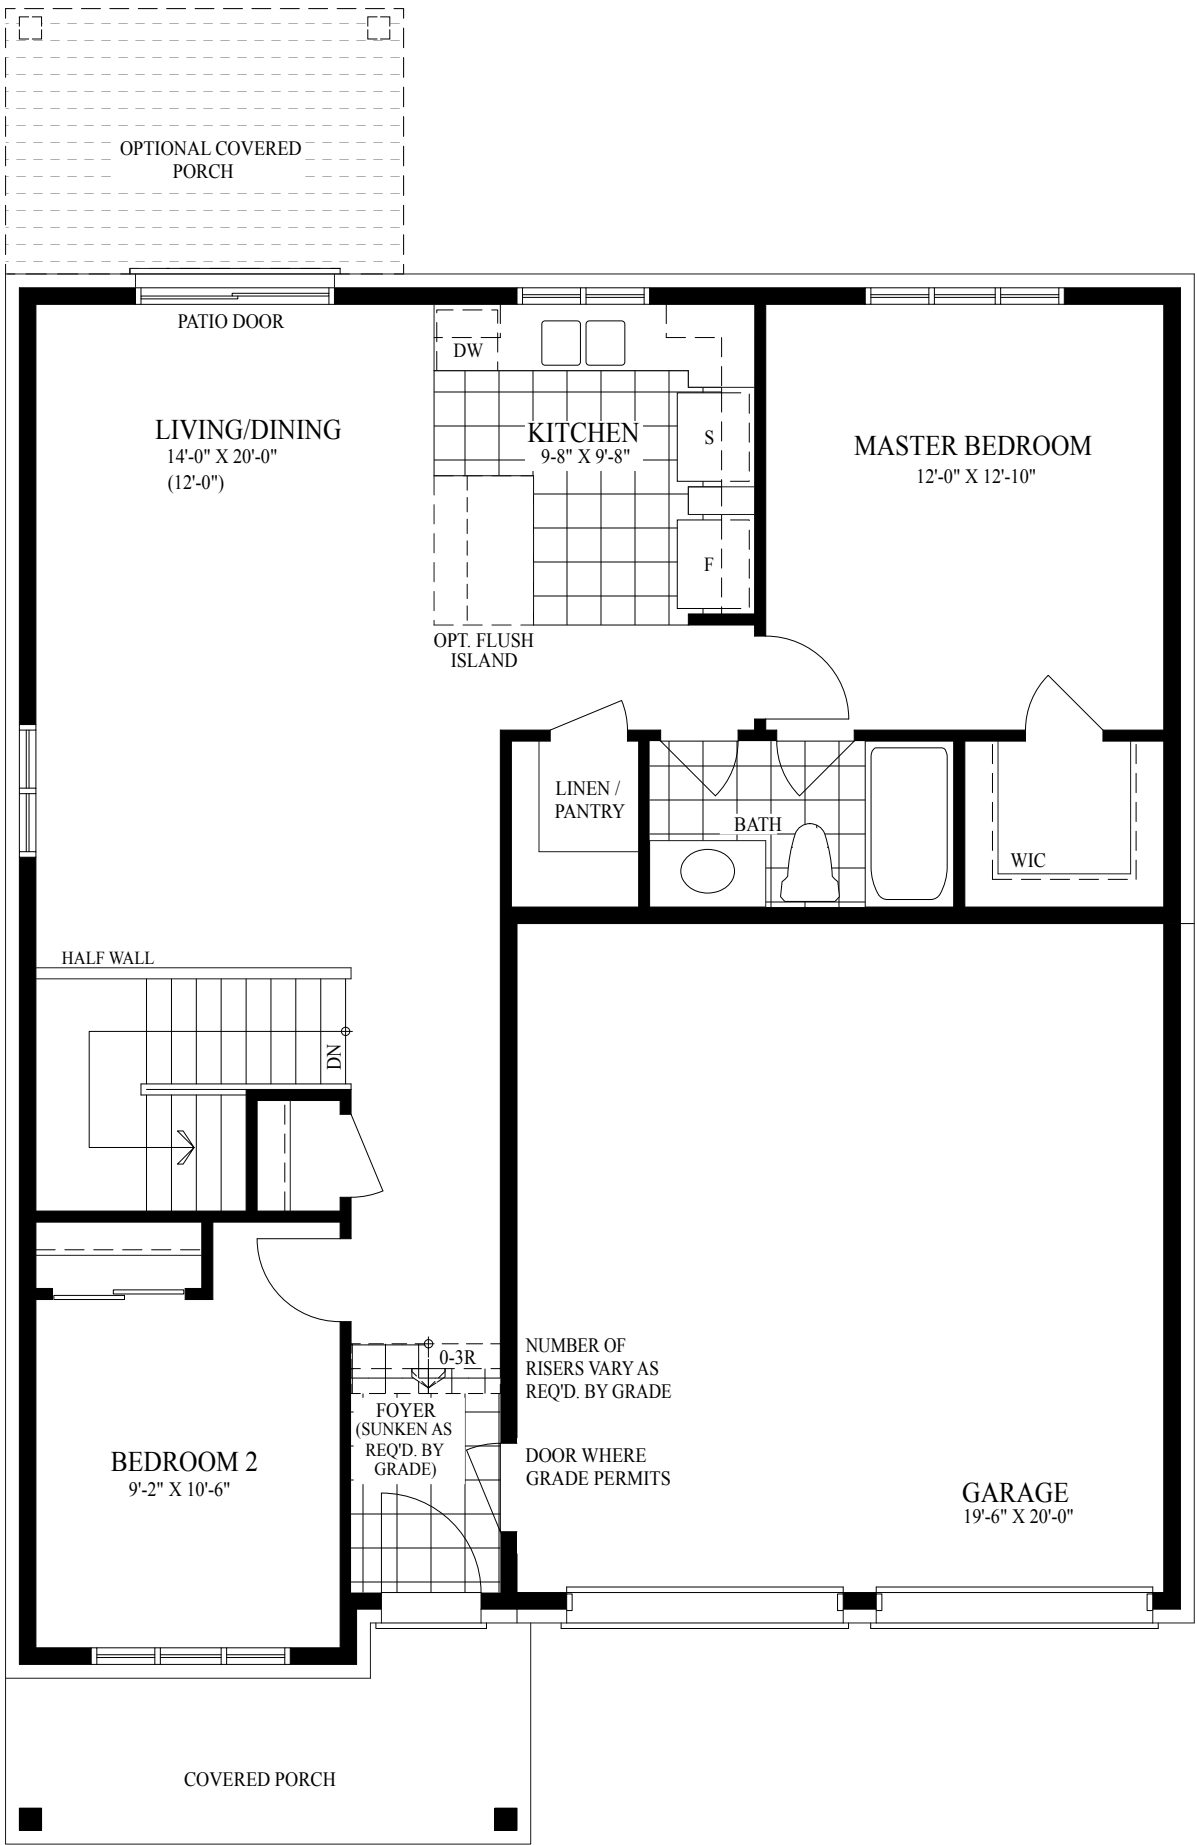 OPTIONAL COVERED
PORCH
PATIO DOOR
DW
LIVING/DINING
14'-0" X 20'-0"
(12'-0")
KITCHEN
9-8" X 9'-8"
S
F
MASTER BEDROOM
12'-0" X 12'-10"
OPT. FLUSH
ISLAND
LINEN /
PANTRY
BATH
WIC
HALF WALL
DN
0-3R
NUMBER OF
RISERS VARY AS
REQ'D. BY GRADE
FOYER
(SUNKEN AS
REQ'D. BY
GRADE)
DOOR WHERE
GRADE PERMITS
BEDROOM 2
9'-2" X 10'-6"
GARAGE
19'-6" X 20'-0"
COVERED PORCH